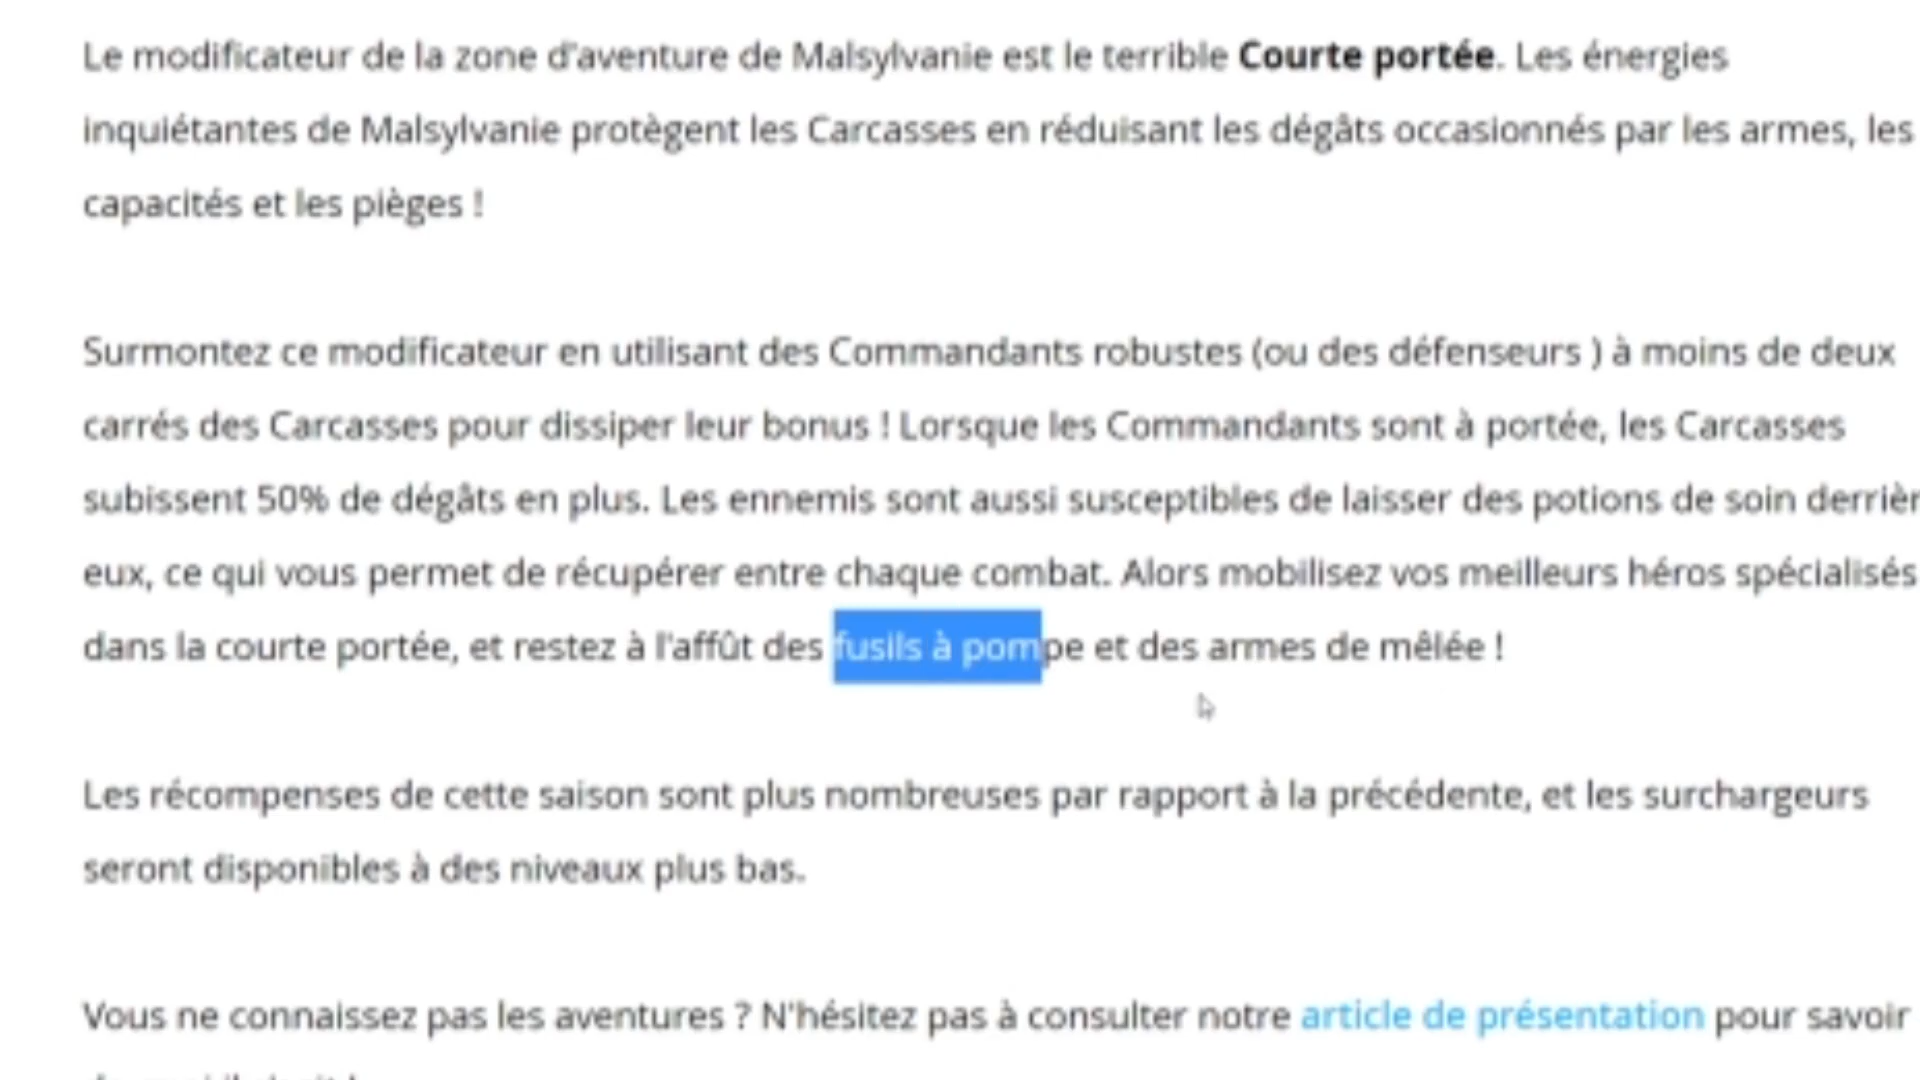 Le modificateur de la zone d'aventure de Malsylvanie est le terrible Courte portée. Les énergies
inquiétantes de Malsylvanie protègent les Carcasses en réduisant les dégâts occasionnés par les armes, les
capacités et les pièges !
Surmontez ce modificateur en utilisant des Commandants robustes (ou des défenseurs ) à moins de deux
carrés des Carcasses pour dissiper leur bonus ! Lorsque les Commandants sont à portée, les Carcasses
subissent 50% de dégâts en plus. Les ennemis sont aussi susceptibles de laisser des potions de soin derrièr
eux, ce qui vous permet de récupérer entre chaque combat. Alors mobilisez vos meilleurs héros spécialisés
dans la courte portée, et restez à l'affût des fusils à pompe et des armes de mêlée !
Les récompenses de cette saison sont plus nombreuses par rapport à la précédente, et les surchargeurs
seront disponibles à des niveaux plus bas.
Vous ne connaissez pas les aventures ? N'hésitez pas à consulter notre article de présentation pour savoir